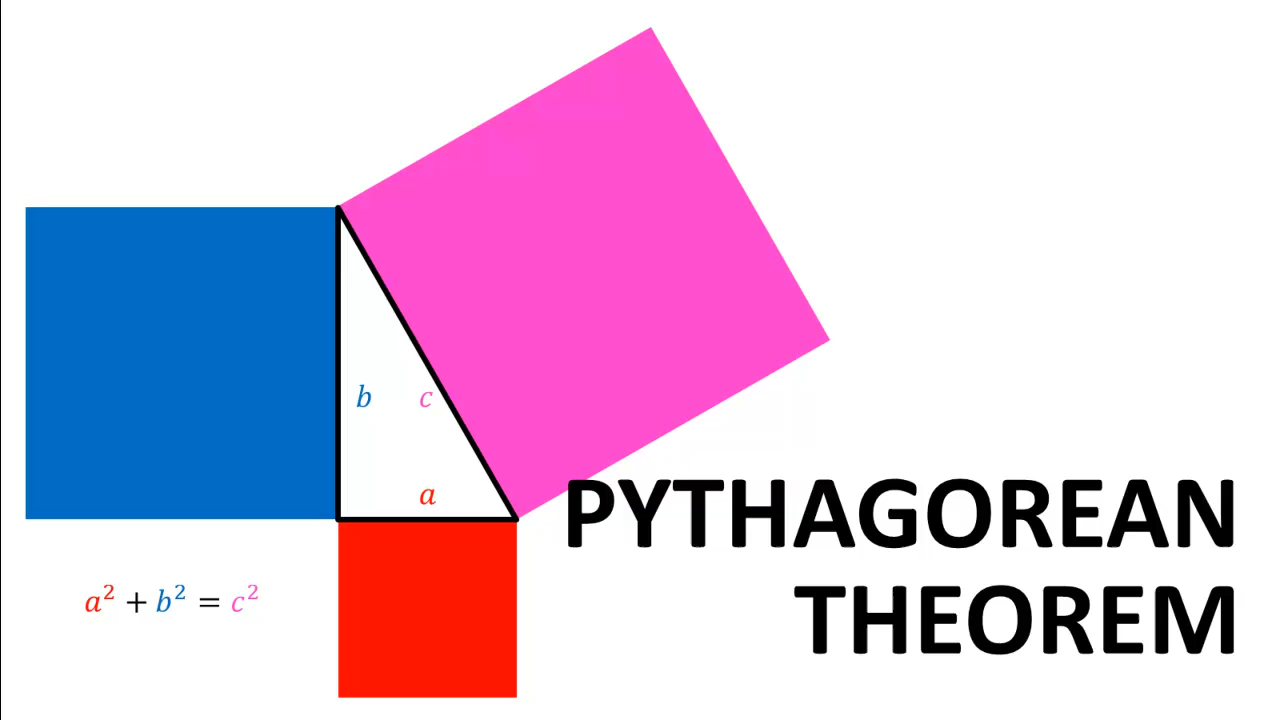 b
c
a
PYTHAGOREAN
THEOREM
a² + b² = c²